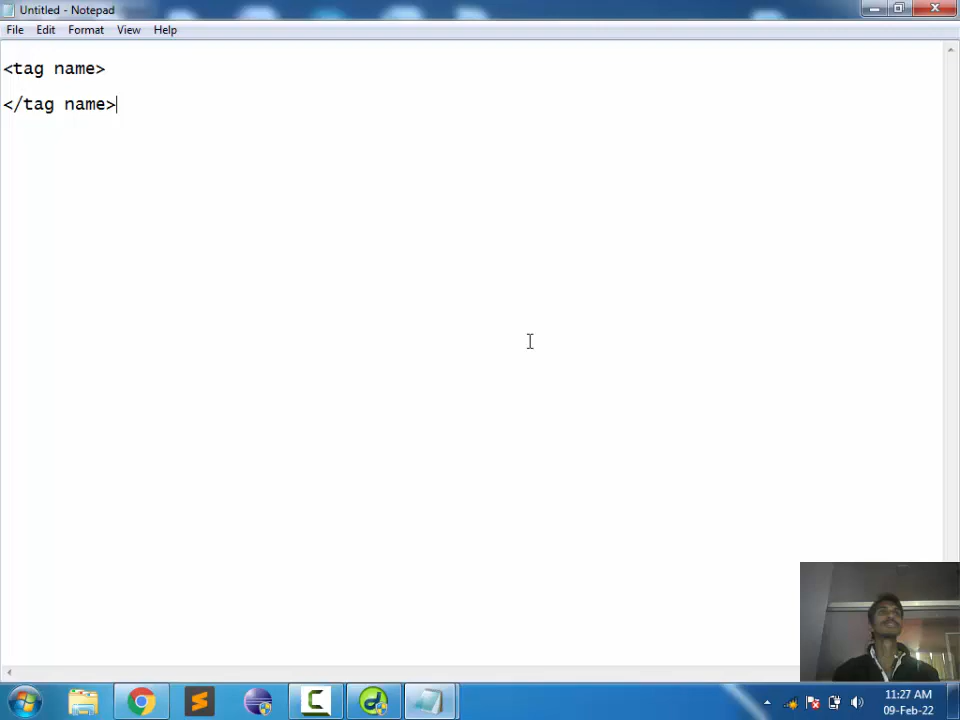 Untitled - Notepad
File Edit Format View Help
<tag name>
</tag name>
11:27 AM
09-Feb-22